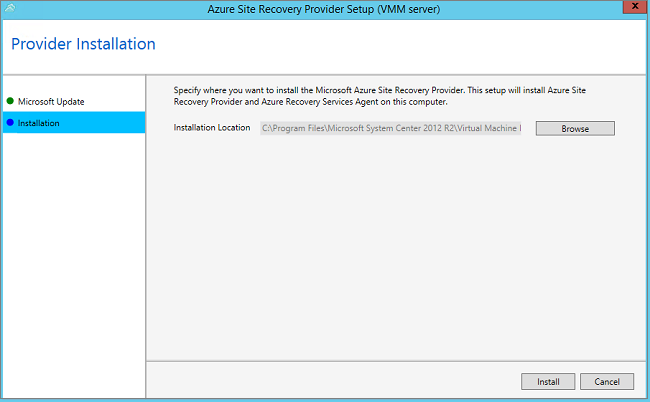 Azure Site Recovery Provider Setup (VMM server)
x
Provider Installation
Microsoft Update
Installation
Specify where you want to install the Microsoft Azure Site Recovery Provider. This setup will install Azure Site
Recovery Provider and Azure Recovery Services Agent on this computer.
Installation Location C:\Program Files\Microsoft System Center 2012 R2\Virtual Machine Browse
Install Cancel